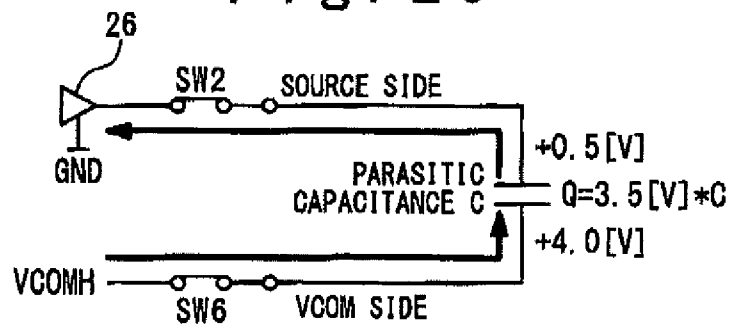 26
SW2
SOURCE SIDE
GND
+0.5[V]
PARASITIC
CAPACITANCE C
Q=3.5[V]*C
+4.0[V]
VCOMH
SW6
VCOM SIDE